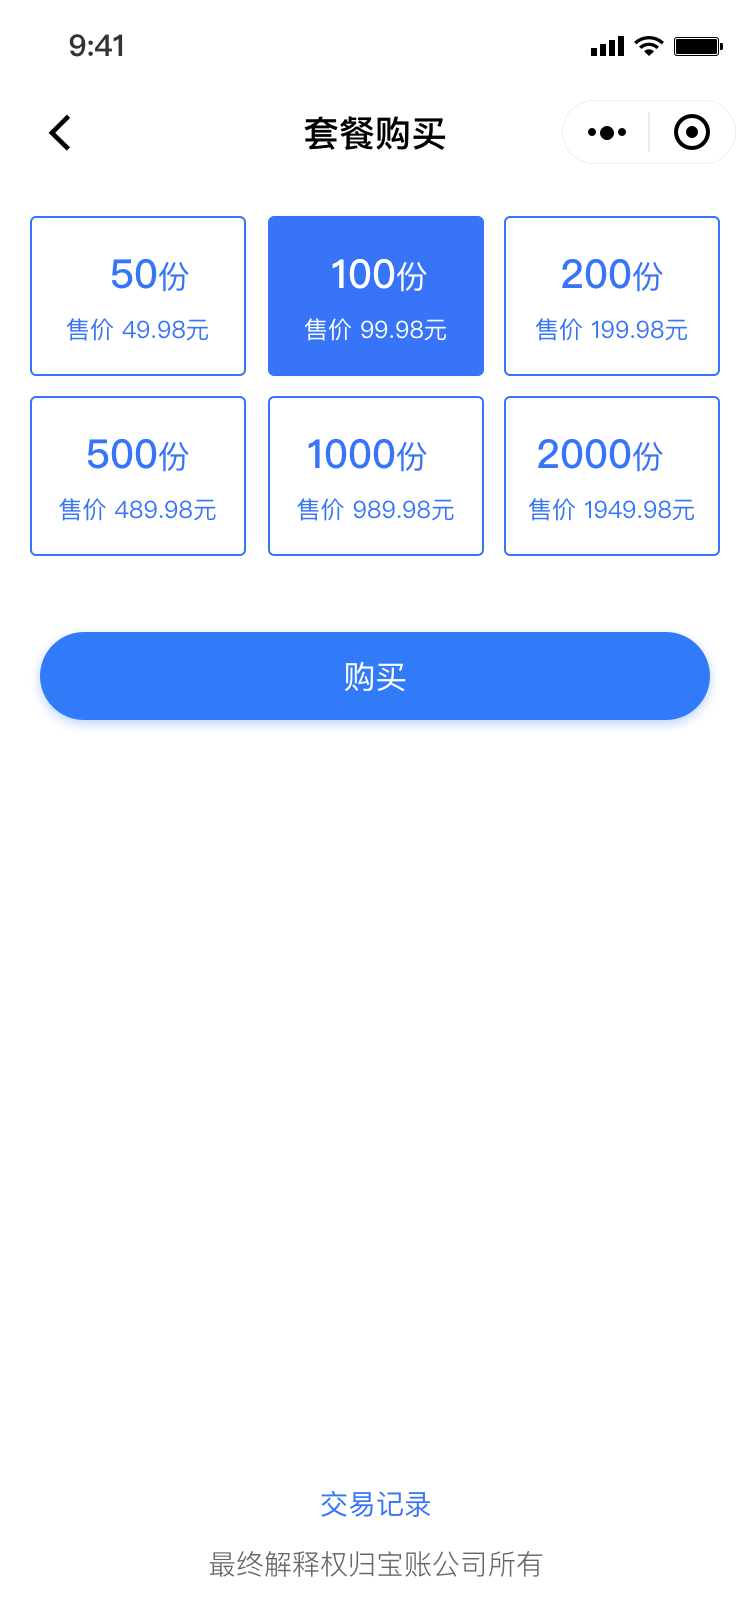 9:41
套餐购买
50份
售价 49.98元
100份
售价 99.98元
200份
售价 199.98元
500份
售价 489.98元
1000份
售价 989.98元
2000份
售价 1949.98元
购买
交易记录
最终解释权归宝账公司所有